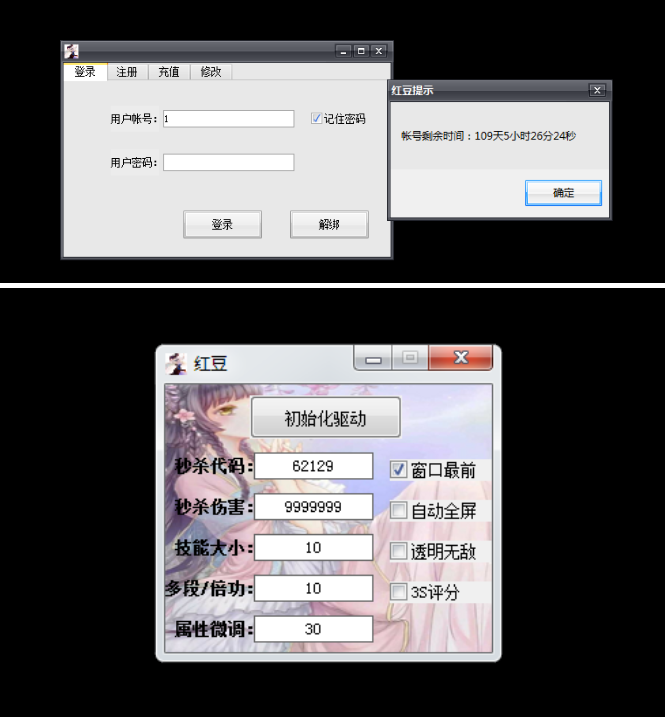 登录 注册 充值 修改
用户帐号: 1 记住密码
用户密码:
登录 解绑
红豆提示
帐号剩余时间：109天5小时26分24秒
确定
红豆
初始化驱动
秒杀代码: 62129 窗口最前
秒杀伤害: 9999999 自动全屏
技能大小: 10 透明无敌
多段/倍功: 10 3S评分
属性微调: 30